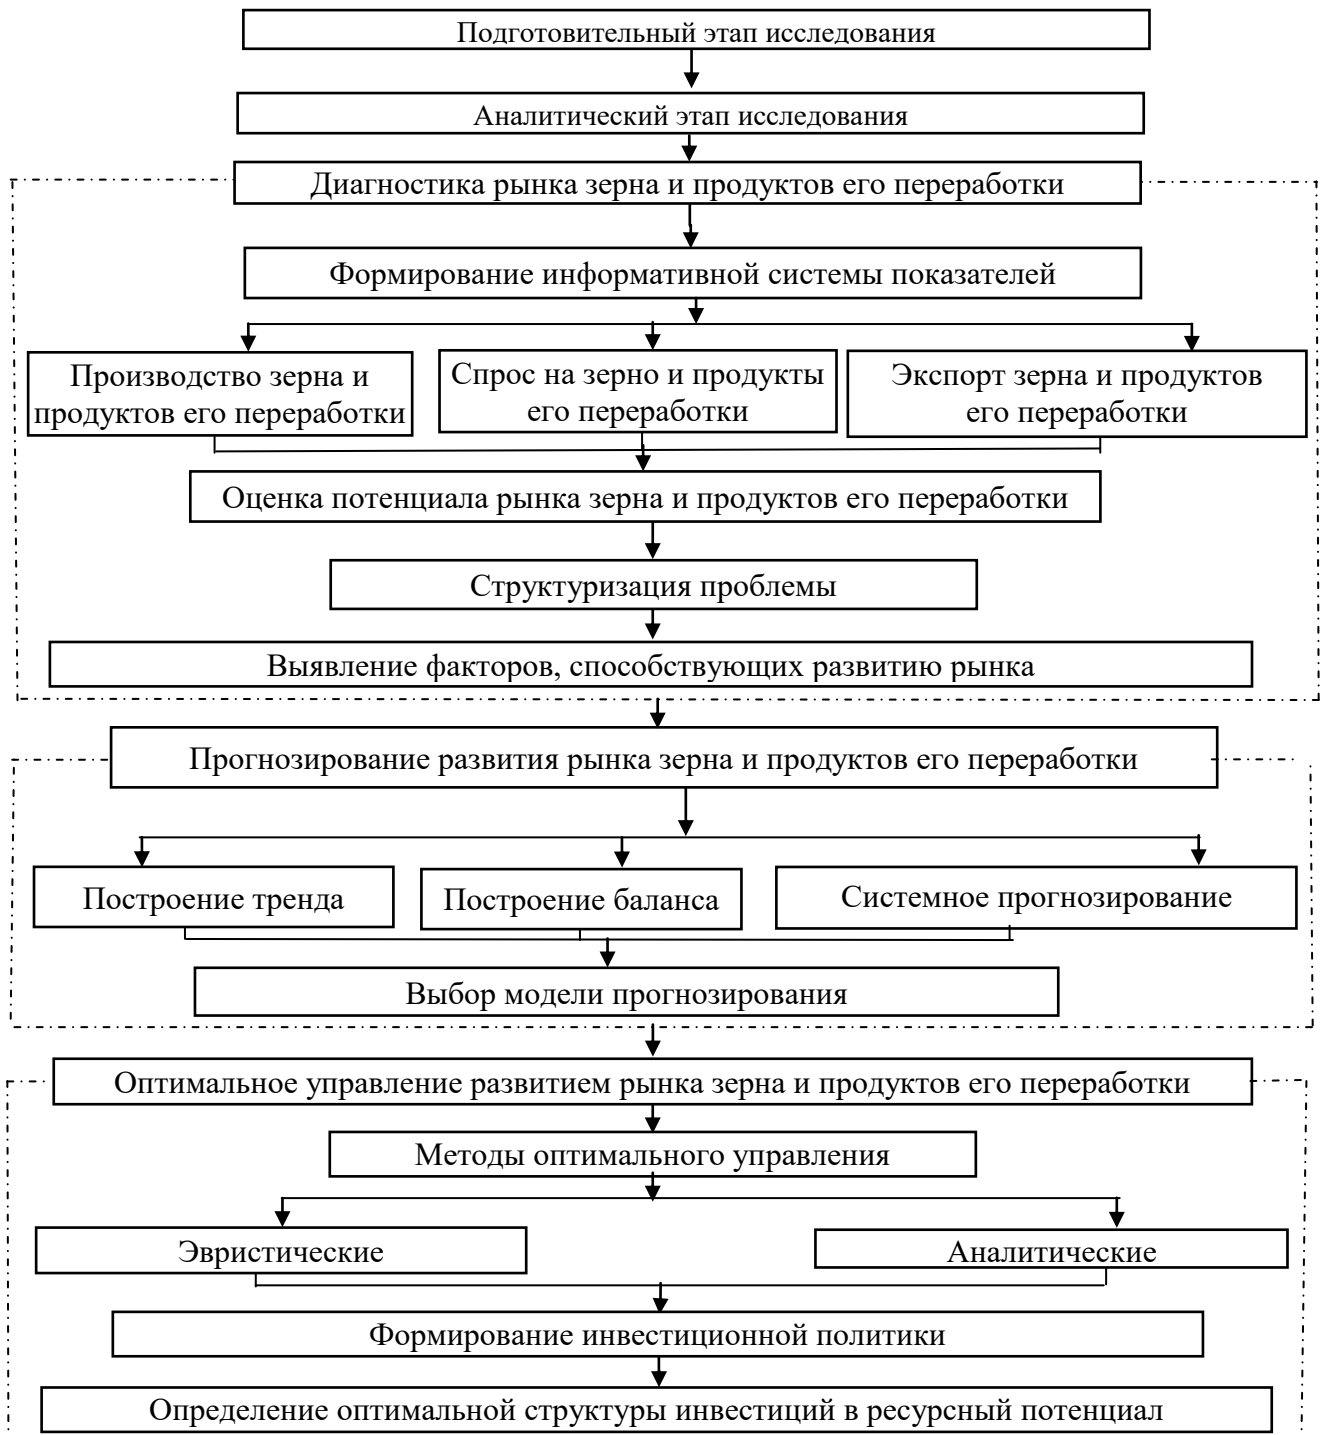 Подготовительный этап исследования
Аналитический этап исследования
Диагностика рынка зерна и продуктов его переработки
Формирование информативной системы показателей
Производство зерна и
продуктов его переработки
Спрос на зерно и продукты
его переработки
Экспорт зерна и продуктов
его переработки
Оценка потенциала рынка зерна и продуктов его переработки
Структуризация проблемы
Выявление факторов, способствующих развитию рынка
Прогнозирование развития рынка зерна и продуктов его переработки
Построение тренда
Построение баланса
Системное прогнозирование
Выбор модели прогнозирования
Оптимальное управление развитием рынка зерна и продуктов его переработки
Методы оптимального управления
Эвристические
Аналитические
Формирование инвестиционной политики
Определение оптимальной структуры инвестиций в ресурсный потенциал